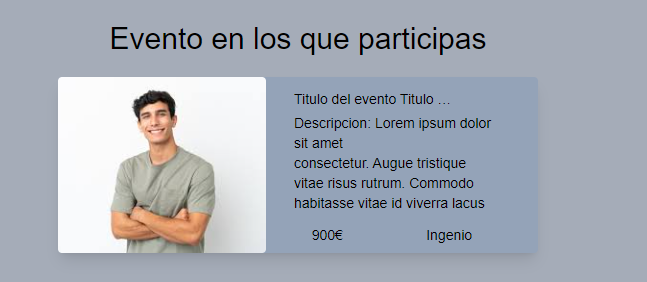 Evento en los que participas
Titulo del evento Titulo …
Descripcion: Lorem ipsum dolor
sit amet
consectetur. Augue tristique
vitae risus rutrum. Commodo
habitasse vitae id viverra lacus
900€ Ingenio